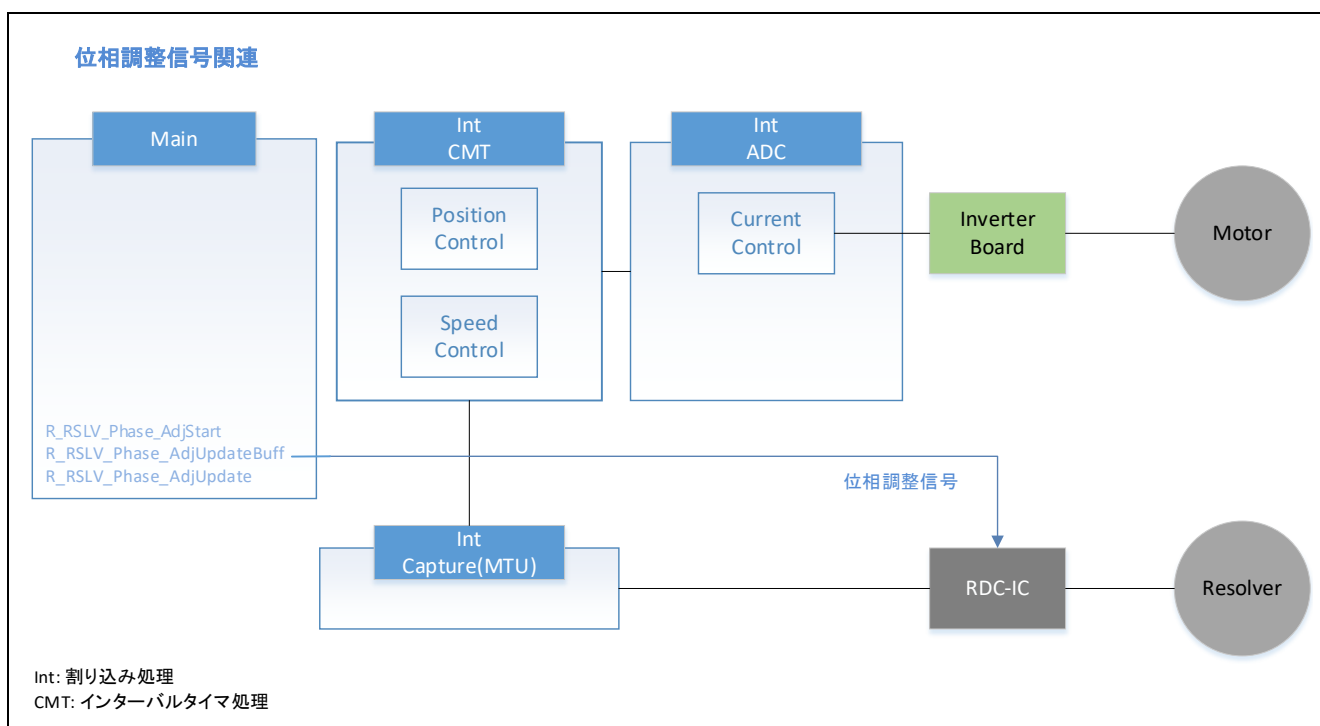 位相調整信号関連
Main
Int
CMT
Int
ADC
Position
Control
Current
Control
Inverter
Board
Motor
Speed
Control
R_RSLV_Phase_AdjStart
R_RSLV_Phase_AdjUpdateBuff
R_RSLV_Phase_AdjUpdate
位相調整信号
Int
Capture(MTU)
RDC-IC
Resolver
Int: 割り込み処理
CMT: インターバルタイマ処理